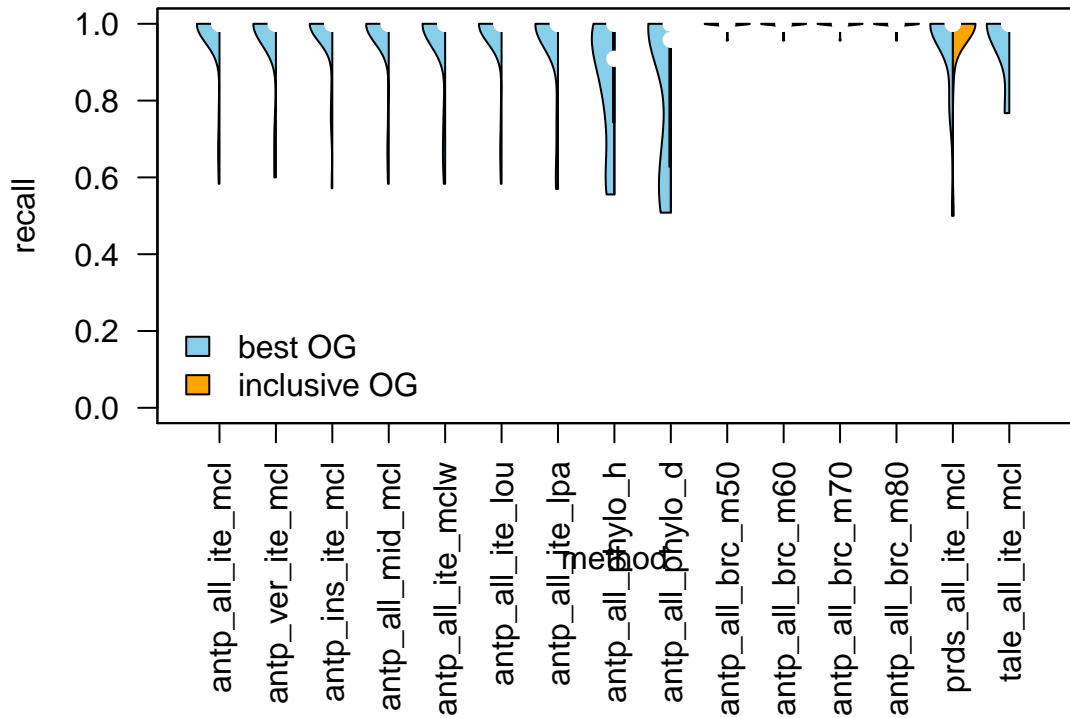 1.0
0.8
0.6
0.4
0.2
0.0
recall
best OG
inclusive OG
antp_all_ite_mcl
antp_ver_ite_mcl
antp_ins_ite_mcl
antp_all_mid_mcl
antp_all_ite_mclw
antp_all_ite_lou
antp_all_ite_lpa
antp_all_phylo_h
antp_all_phylo_d
antp_all_brc_m50
antp_all_brc_m60
antp_all_brc_m70
antp_all_brc_m80
prds_all_ite_mcl
tale_all_ite_mcl
method